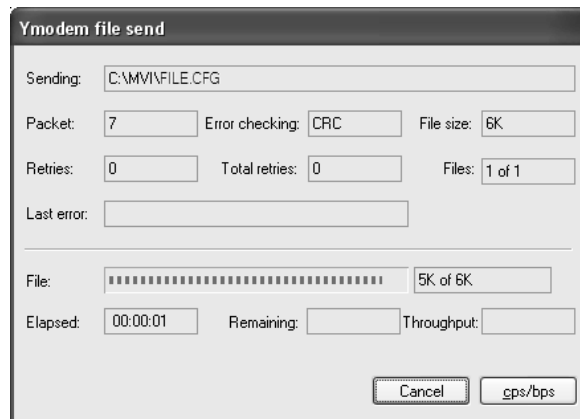 Ymodem file send
Sending: C:\MVI\FILE.CFG
Packet: 7 Error checking: CRC File size: 6K
Retries: 0 Total retries: 0 Files: 1 of 1
Last error:
File: 5K of 6K
Elapsed: 00:00:01 Remaining: Throughput:
Cancel cps/bps